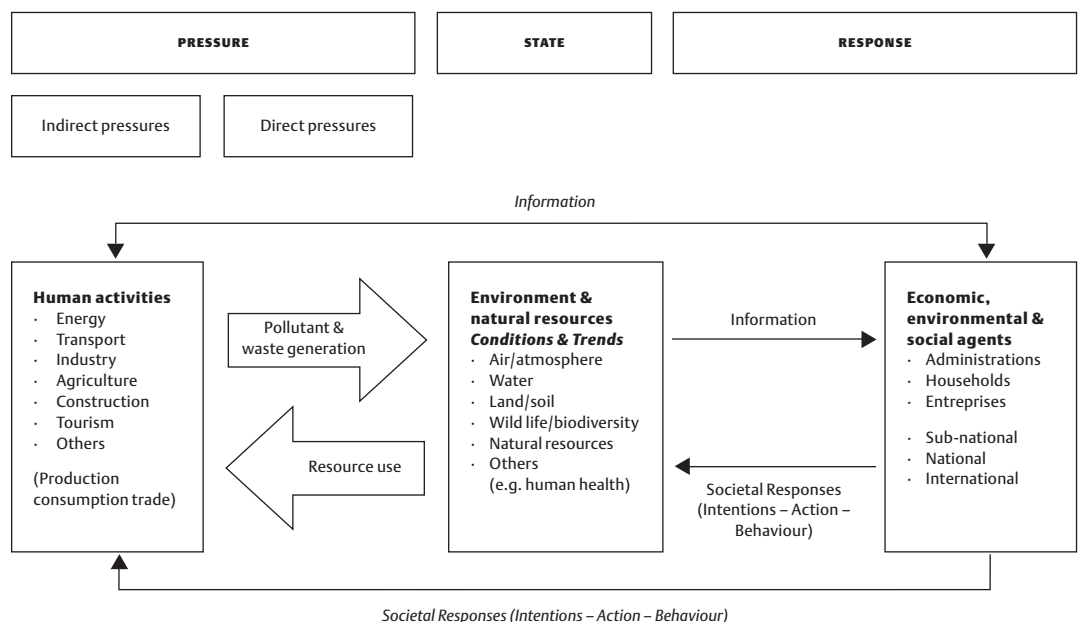 PRESSURE
STATE
RESPONSE
Indirect pressures
Direct pressures
Information
Human activities
· Energy
· Transport
· Industry
· Agriculture
· Construction
· Tourism
· Others
(Production
consumption trade)
Pollutant &
waste generation
Resource use
Environment &
natural resources
Conditions & Trends
· Air/atmosphere
· Water
· Land/soil
· Wild life/biodiversity
· Natural resources
· Others
(e.g. human health)
Information
Societal Responses
(Intentions – Action –
Behaviour)
Economic,
environmental &
social agents
· Administrations
· Households
· Entreprises
· Sub-national
· National
· International
Societal Responses (Intentions – Action – Behaviour)